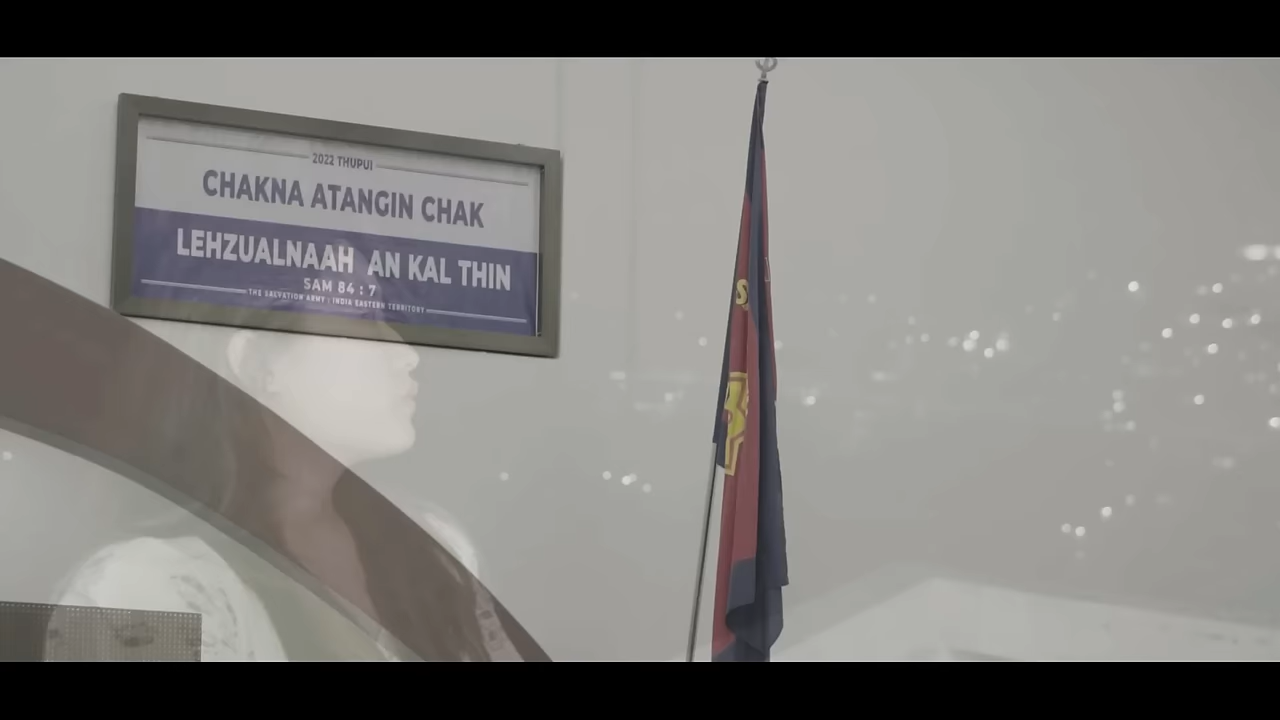 2022 THUPUI
CHAKNA ATANGIN CHAK
LEHZUALNAAH AN KAL THIN
SAM 84 : 7
THE SALVATION ARMY : INDIA EASTERN TERRITORY
S